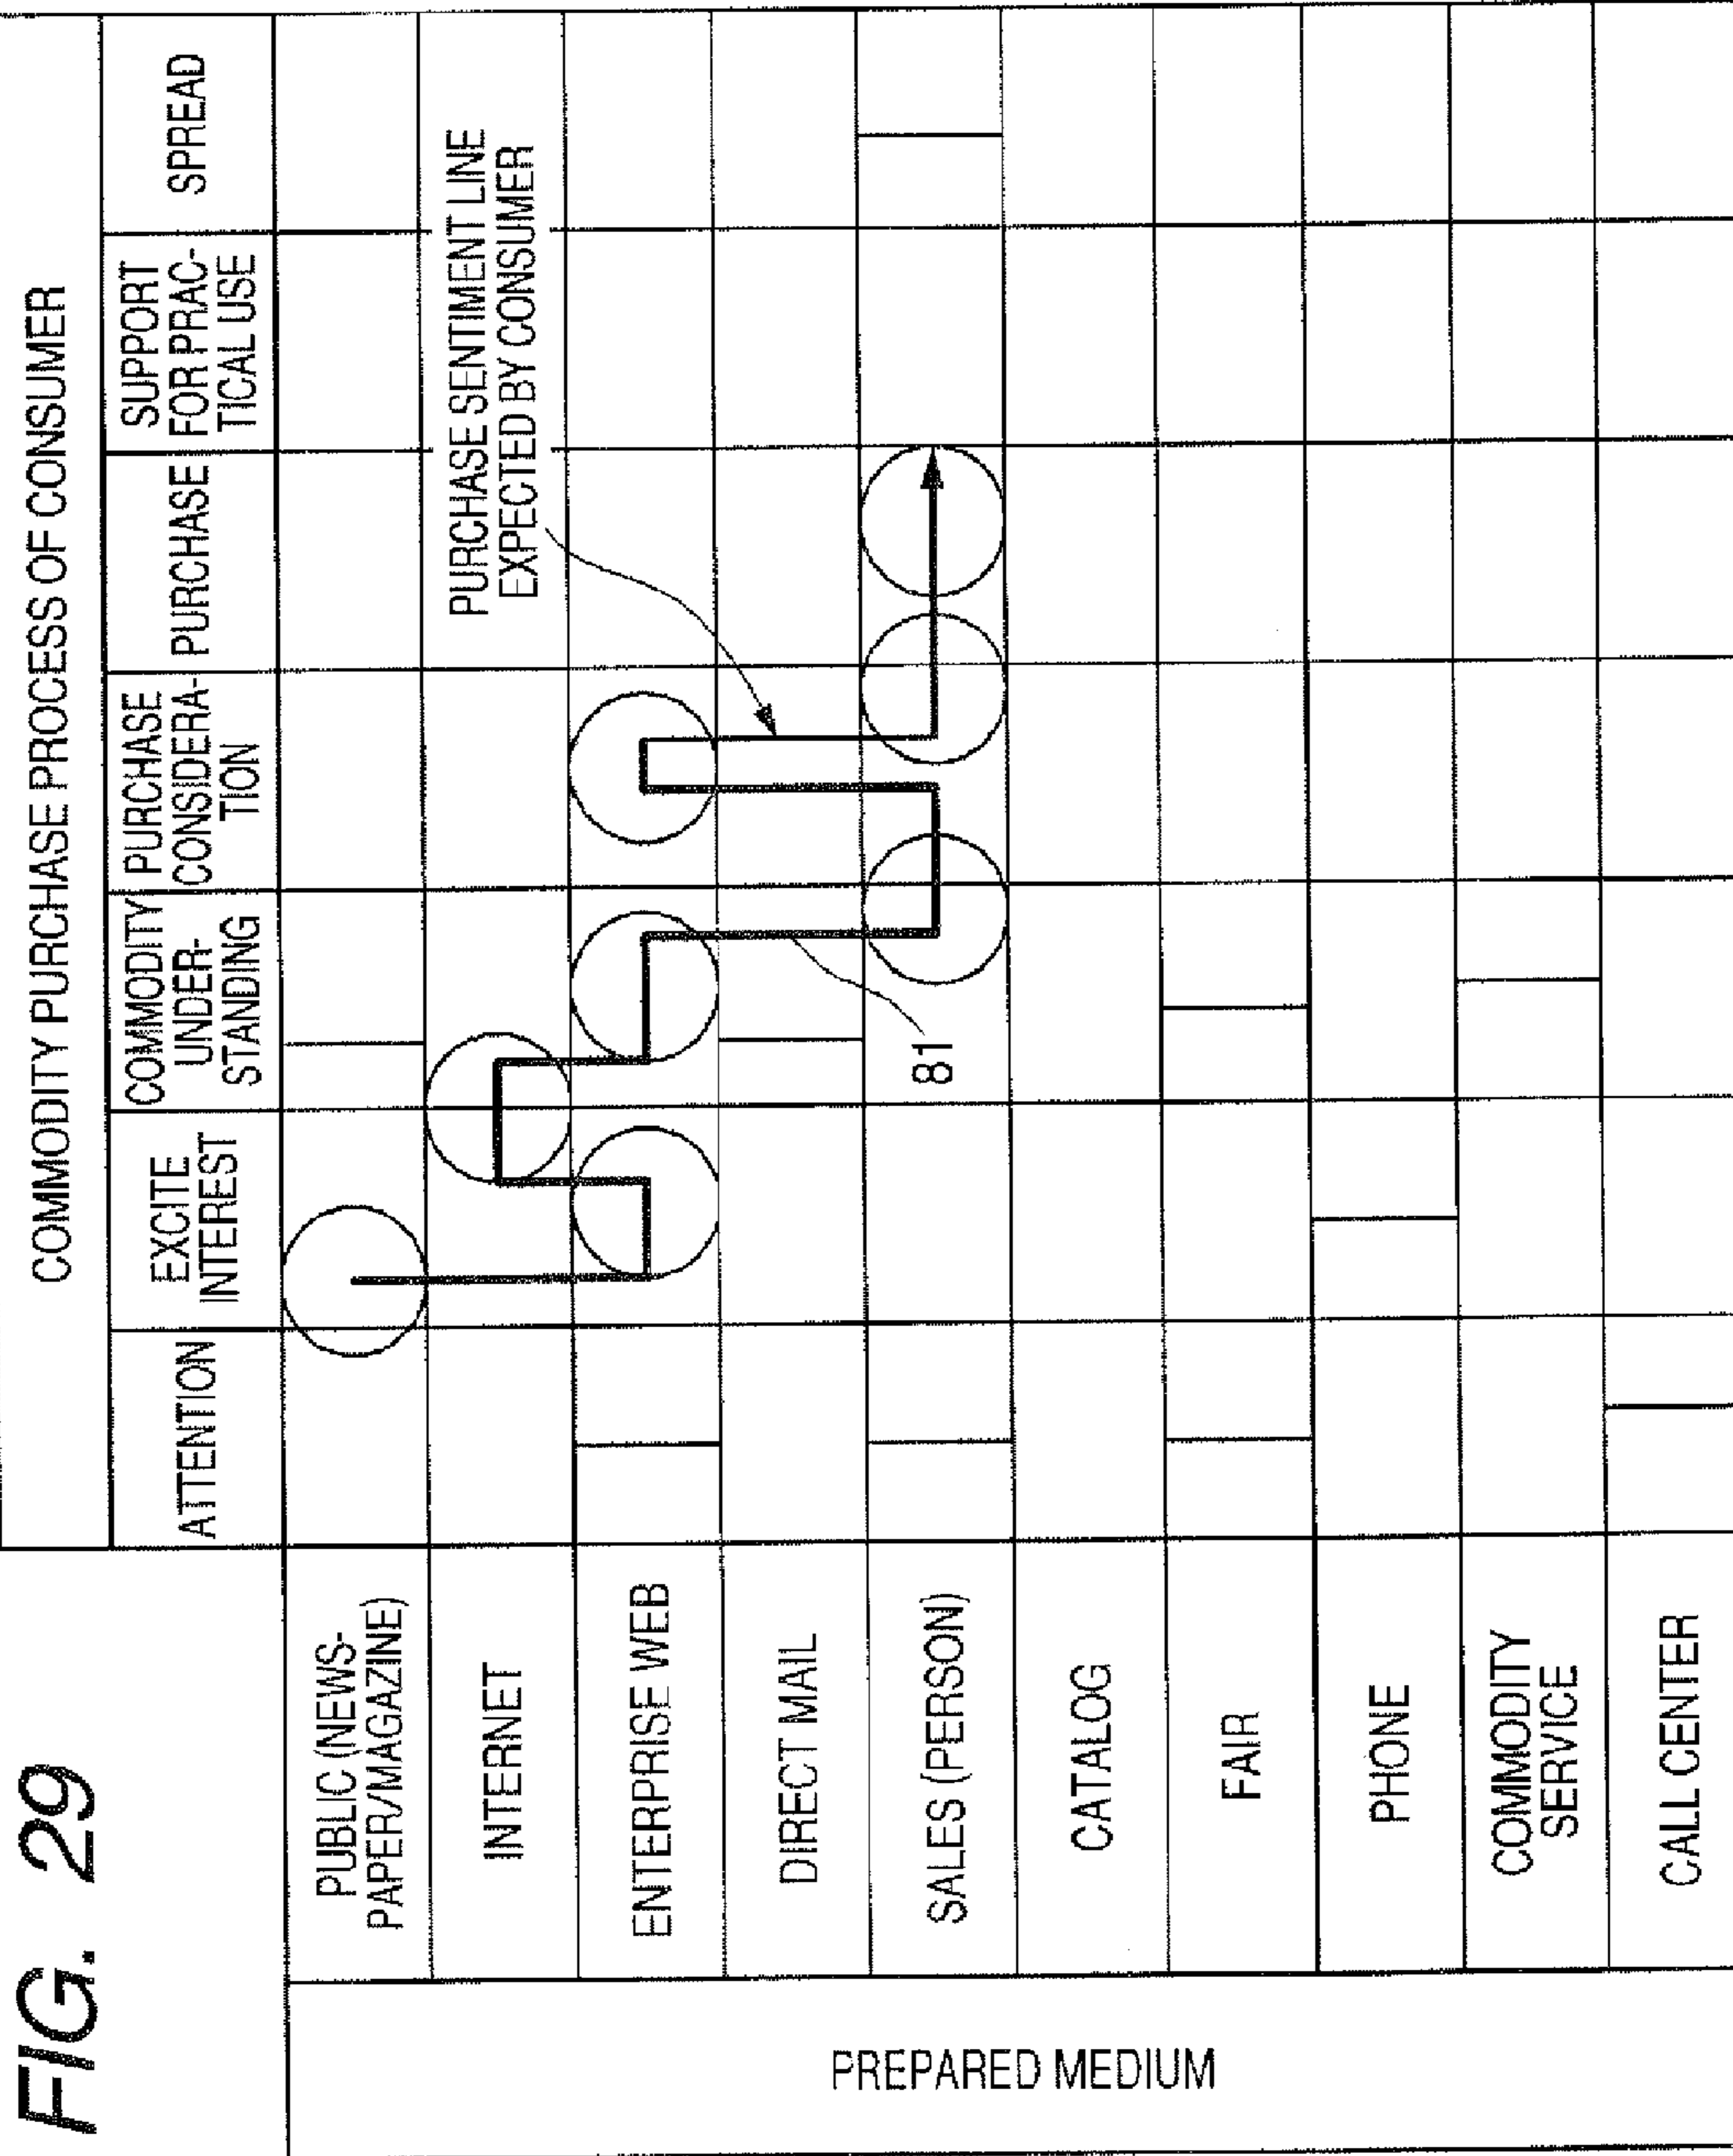 FIG. 29
COMMODITY PURCHASE PROCESS OF CONSUMER
ATTENTION
EXCITE
INTEREST
COMMODITY
UNDER-
STANDING
PURCHASE
CONSIDERA-
TION
PURCHASE
SUPPORT
FOR PRAC-
TICAL USE
SPREAD
PREPARED MEDIUM
PUBLIC (NEWS-
PAPER/MAGAZINE)
INTERNET
ENTERPRISE WEB
DIRECT MAIL
SALES (PERSON)
CATALOG
FAIR
PHONE
COMMODITY
SERVICE
CALL CENTER
PURCHASE SENTIMENT LINE
EXPECTED BY CONSUMER
81